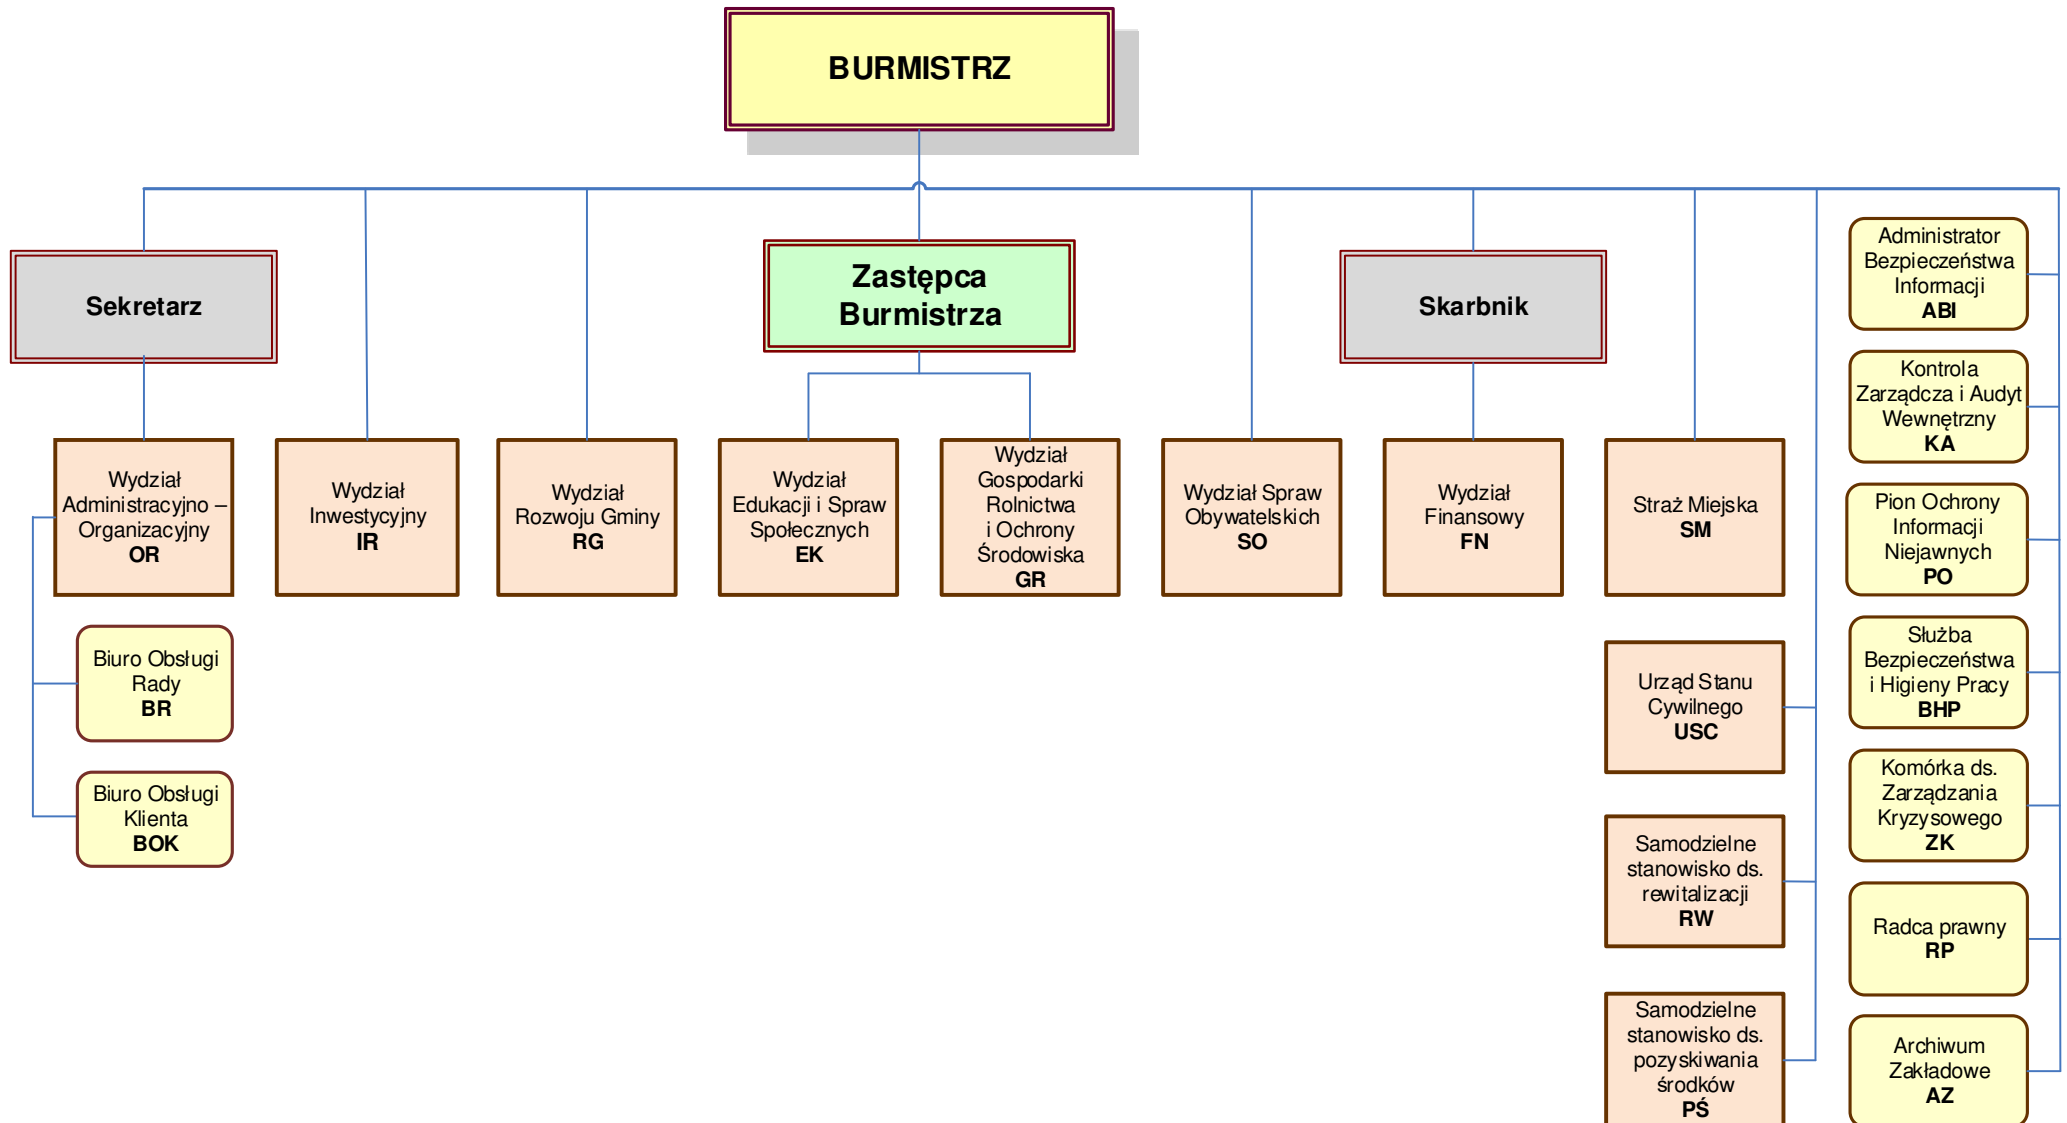 BURMISTRZ
Sekretarz
Zastępca
Burmistrza
Skarbnik
Wydział
Administracyjno –
Organizacyjny
OR
Wydział
Inwestycyjny
IR
Wydział
Rozwoju Gminy
RG
Wydział
Edukacji i Spraw
Społecznych
EK
Wydział
Gospodarki
Rolnictwa
i Ochrony
Środowiska
GR
Wydział Spraw
Obywatelskich
SO
Wydział
Finansowy
FN
Straż Miejska
SM
Biuro Obsługi
Rady
BR
Biuro Obsługi
Klienta
BOK
Urząd Stanu
Cywilnego
USC
Samodzielne
stanowisko ds.
rewitalizacji
RW
Samodzielne
stanowisko ds.
pozyskiwania
środków
PŚ
Administrator
Bezpieczeństwa
Informacji
ABI
Kontrola
Zarządcza i Audyt
Wewnętrzny
KA
Pion Ochrony
Informacji
Niejawnych
PO
Służba
Bezpieczeństwa
i Higieny Pracy
BHP
Komórka ds.
Zarządzania
Kryzysowego
ZK
Radca prawny
RP
Archiwum
Zakładowe
AZ